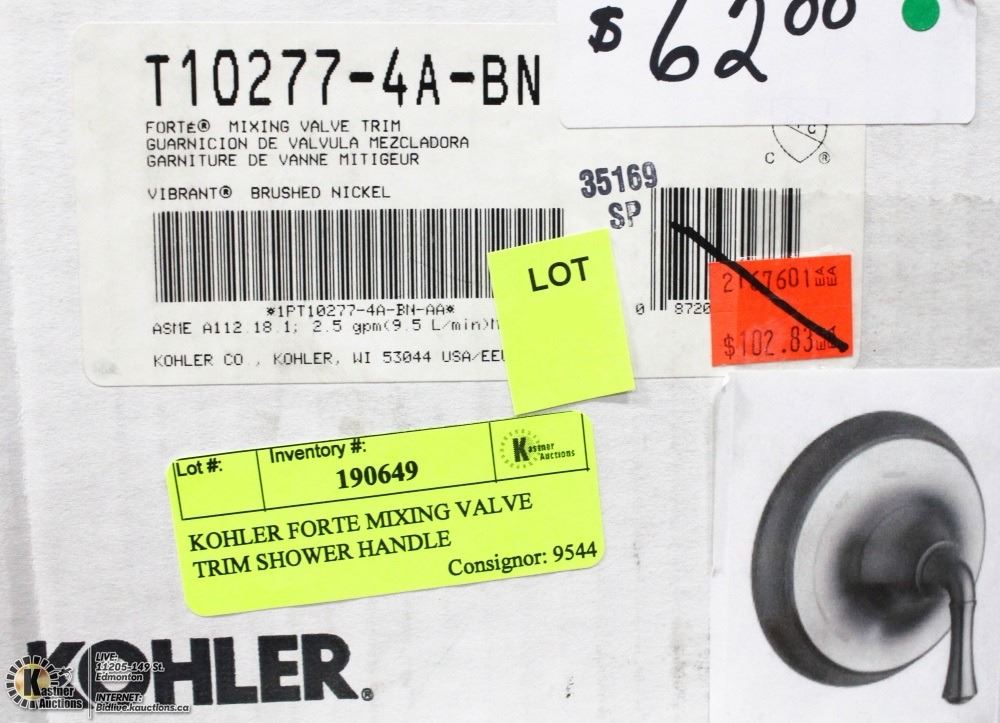 $ 62 00
T10277-4A-BN
FORTÉ® MIXING VALVE TRIM
GUARNICION DE VALVULA MEZCLADORA
GARNITURE DE VANNE MITIGEUR
C ®
VIBRANT® BRUSHED NICKEL
35169
SP
LOT
*1PT10277-4A-BN-AA*
0 8720
ASME A112.18.1; 2.5 gpm(9.5 L/min)M
$102.83
KOHLER CO., KOHLER, WI 53044 USA/EEU
Lot #:
Inventory #:
190649
Kastner Auctions
KOHLER FORTE MIXING VALVE
TRIM SHOWER HANDLE
Consignor: 9544
KOHLER®
Kastner Auctions
LIVE:
11205-149 St.
Edmonton
INTERNET:
Bidlive.kauctions.ca